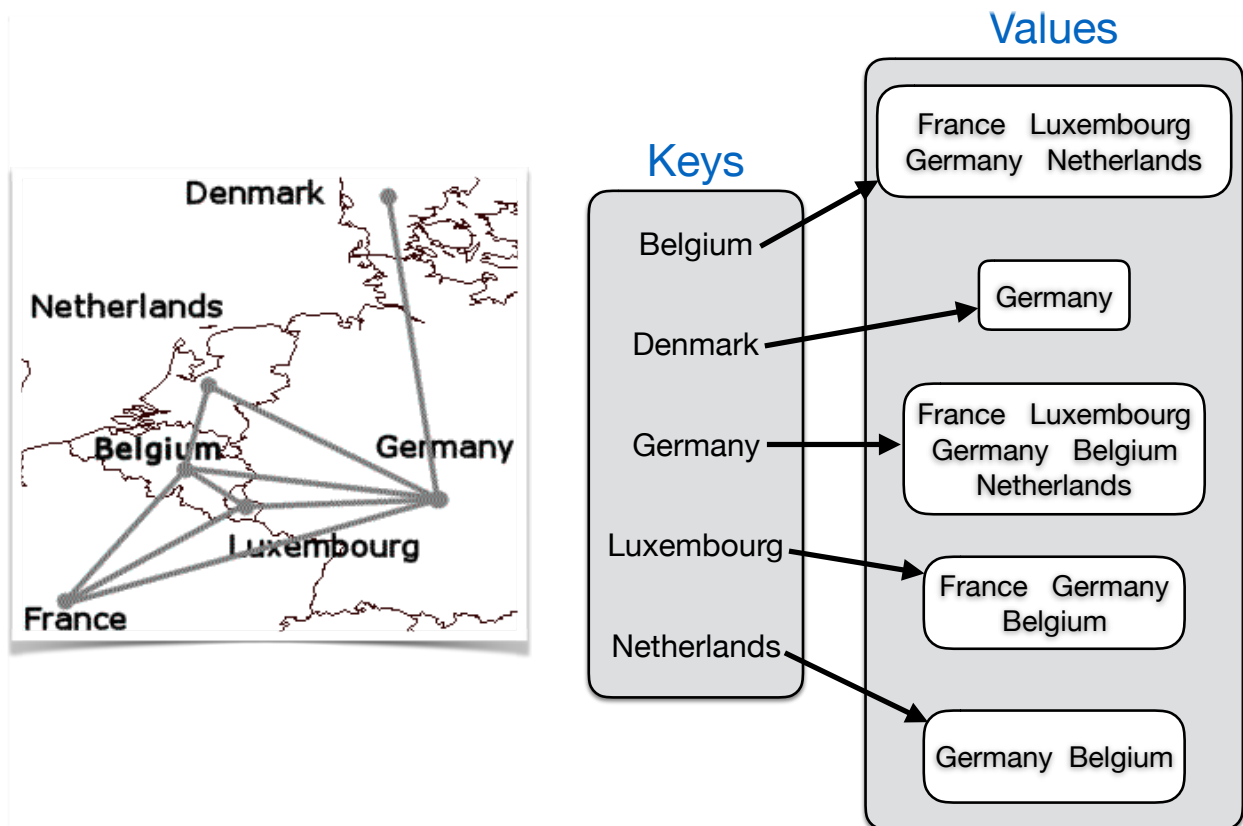 Denmark
Netherlands
Belgium
Germany
Luxembourg
France
Keys
Belgium
Denmark
Germany
Luxembourg
Netherlands
Values
France Luxembourg
Germany Netherlands
Germany
France Luxembourg
Germany Belgium
Netherlands
France Germany
Belgium
Germany Belgium